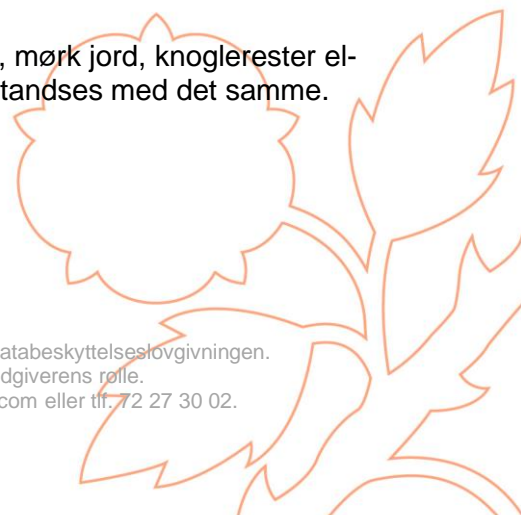 , mørk jord, knoglerester el-
tandses med det samme.
atabeskyttelseslovgivningen.
dgiverens rolle.
com eller tlf. 72 27 30 02.